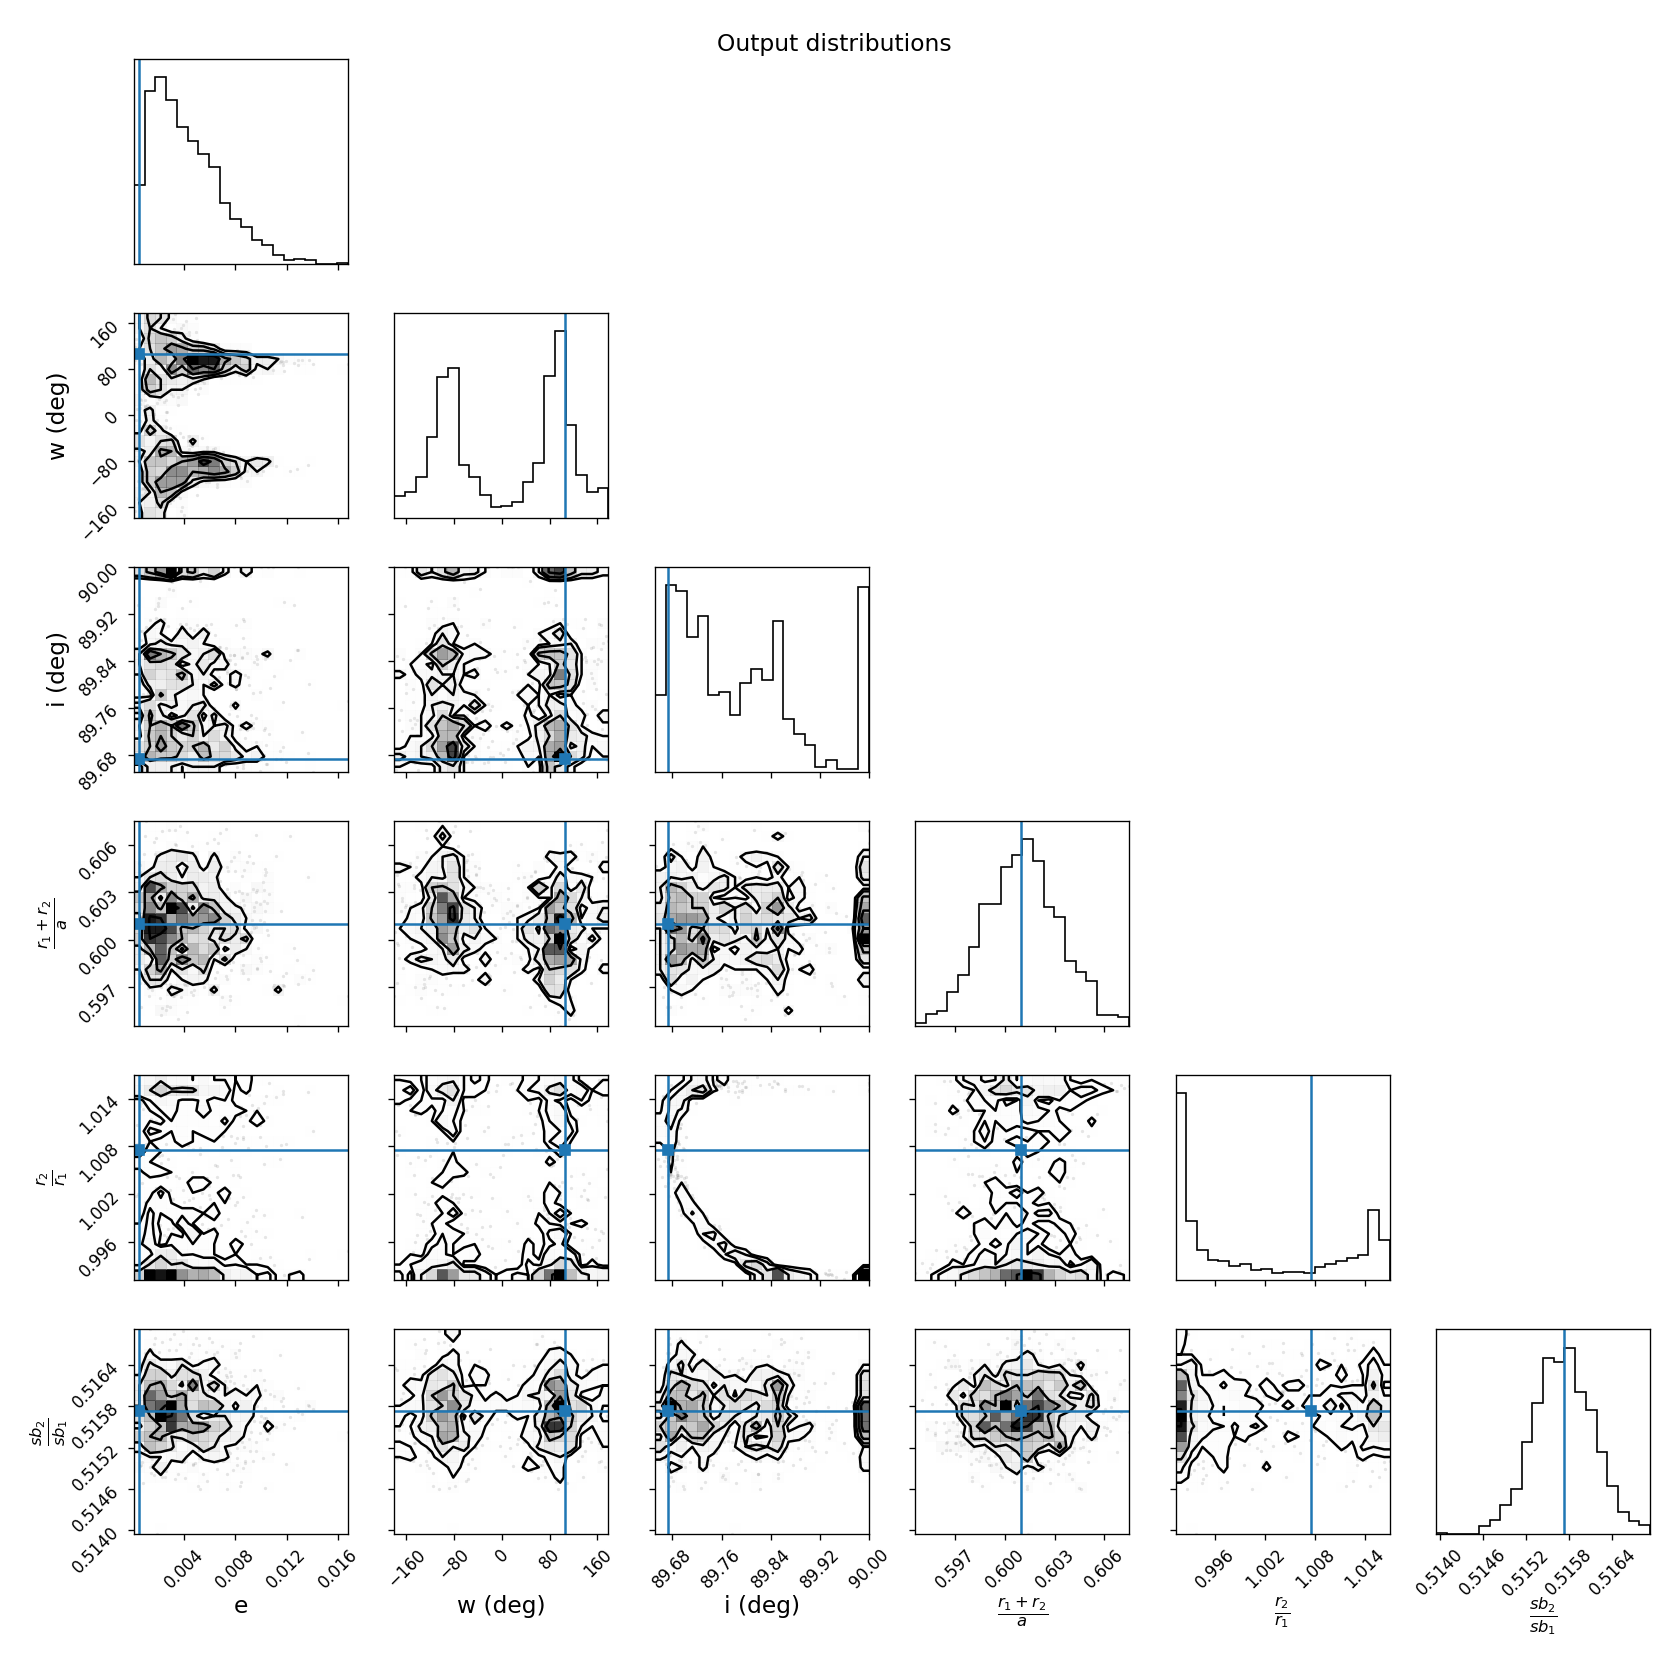 Output distributions
w (deg)
160
80
0
−80
−160
i (deg)
90.00
89.92
89.84
89.76
89.68
r1 + r2
a
0.606
0.603
0.600
0.597
r2
r1
1.014
1.008
1.002
0.996
sb2
sb1
0.5164
0.5158
0.5152
0.5146
0.5140
0.004 0.008 0.012 0.016
−160 −80 0 80 160
89.68 89.76 89.84 89.92 90.00
0.597 0.600 0.603 0.606
0.996 1.002 1.008 1.014
0.5140 0.5146 0.5152 0.5158 0.5164
e
w (deg)
i (deg)
r1 + r2
a
r2
r1
sb2
sb1